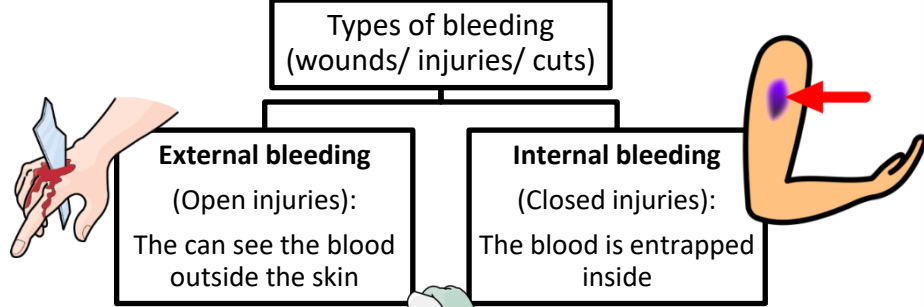 Types of bleeding
(wounds/ injuries/ cuts)
External bleeding
(Open injuries):
The can see the blood
outside the skin
Internal bleeding
(Closed injuries):
The blood is entrapped
inside